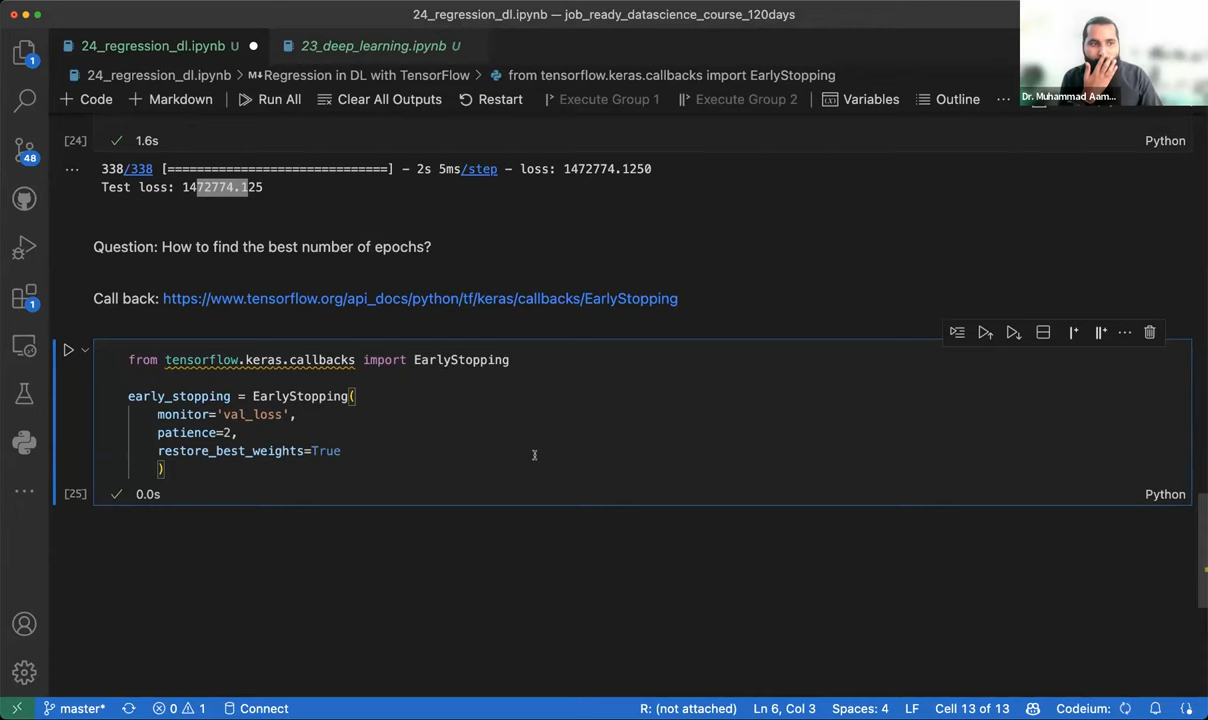 24_regression_dl.ipynb — job_ready_datascience_course_120days
24_regression_dl.ipynb U
23_deep_learning.ipynb U
24_regression_dl.ipynb > M↓Regression in DL with TensorFlow > from tensorflow.keras.callbacks import EarlyStopping
+ Code + Markdown Run All Clear All Outputs Restart Execute Group 1 Execute Group 2 Variables Outline ...
Dr. Muhammad Aam...
1
48
1
[24] ✓ 1.6s Python
... 338/338 [==============================] - 2s 5ms/step - loss: 1472774.1250
Test loss: 1472774.125
Question: How to find the best number of epochs?
Call back: https://www.tensorflow.org/api_docs/python/tf/keras/callbacks/EarlyStopping
from tensorflow.keras.callbacks import EarlyStopping
early_stopping = EarlyStopping(
monitor='val_loss',
patience=2,
restore_best_weights=True
)
[25] ✓ 0.0s Python
master* 0 1 Connect R: (not attached) Ln 6, Col 3 Spaces: 4 LF Cell 13 of 13 Codeium: